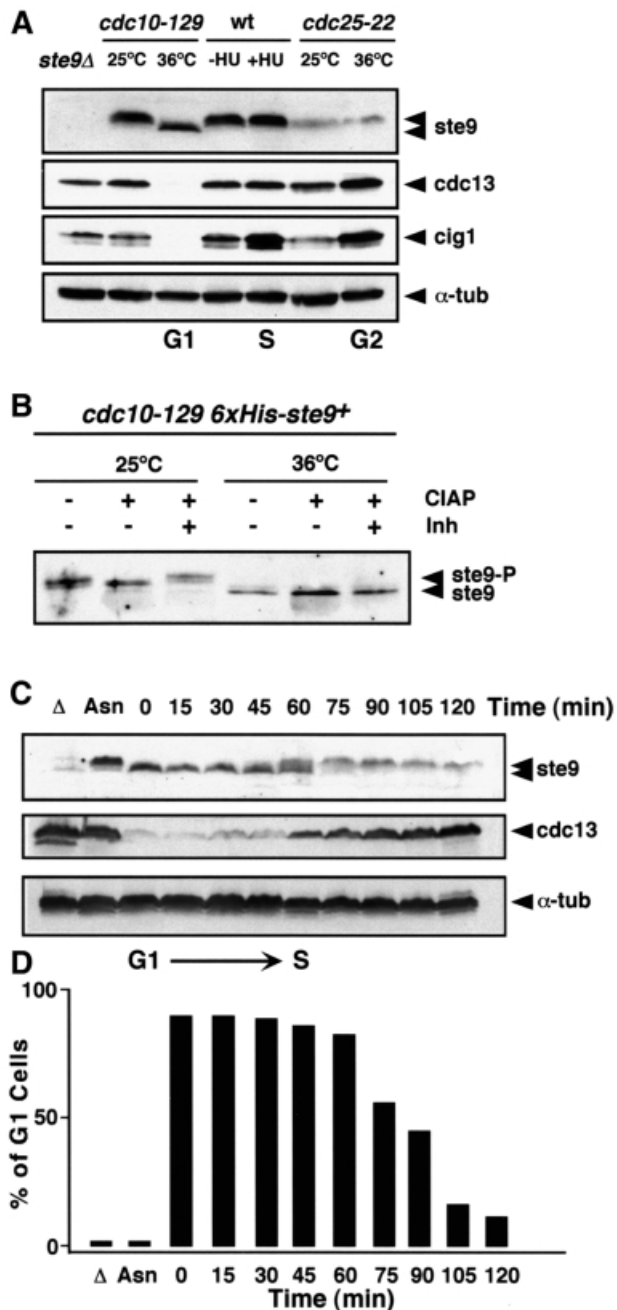 A
cdc10-129 wt cdc25-22
ste9Δ 25°C 36°C -HU +HU 25°C 36°C
ste9
cdc13
cig1
α-tub
G1 S G2
B
cdc10-129 6xHis-ste9+
25°C 36°C
- + + - + + CIAP
- - + - - + Inh
ste9-P
ste9
C
Δ Asn 0 15 30 45 60 75 90 105 120 Time (min)
ste9
cdc13
α-tub
D
G1 S
100
50
0
% of G1 Cells
Δ Asn 0 15 30 45 60 75 90 105 120
Time (min)